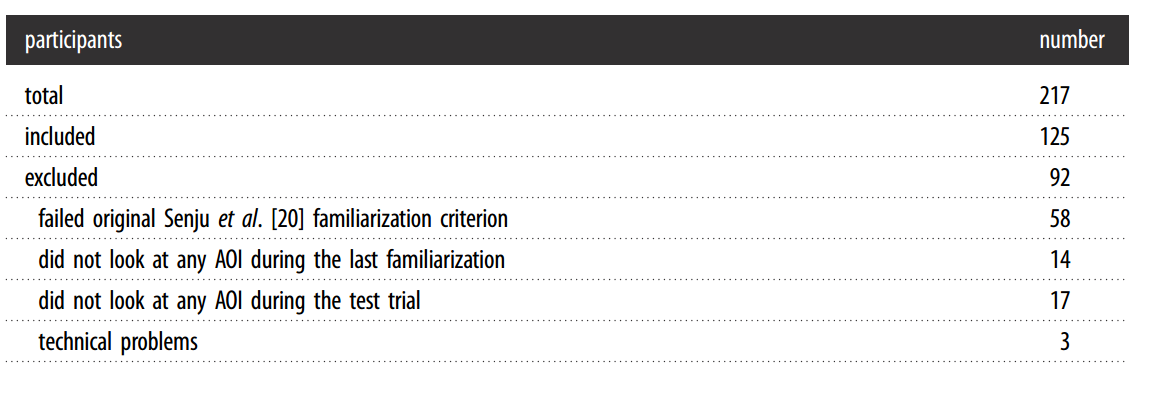 participants number
total 217
included 125
excluded 92
failed original Senju et al. [20] familiarization criterion 58
did not look at any AOI during the last familiarization 14
did not look at any AOI during the test trial 17
technical problems 3